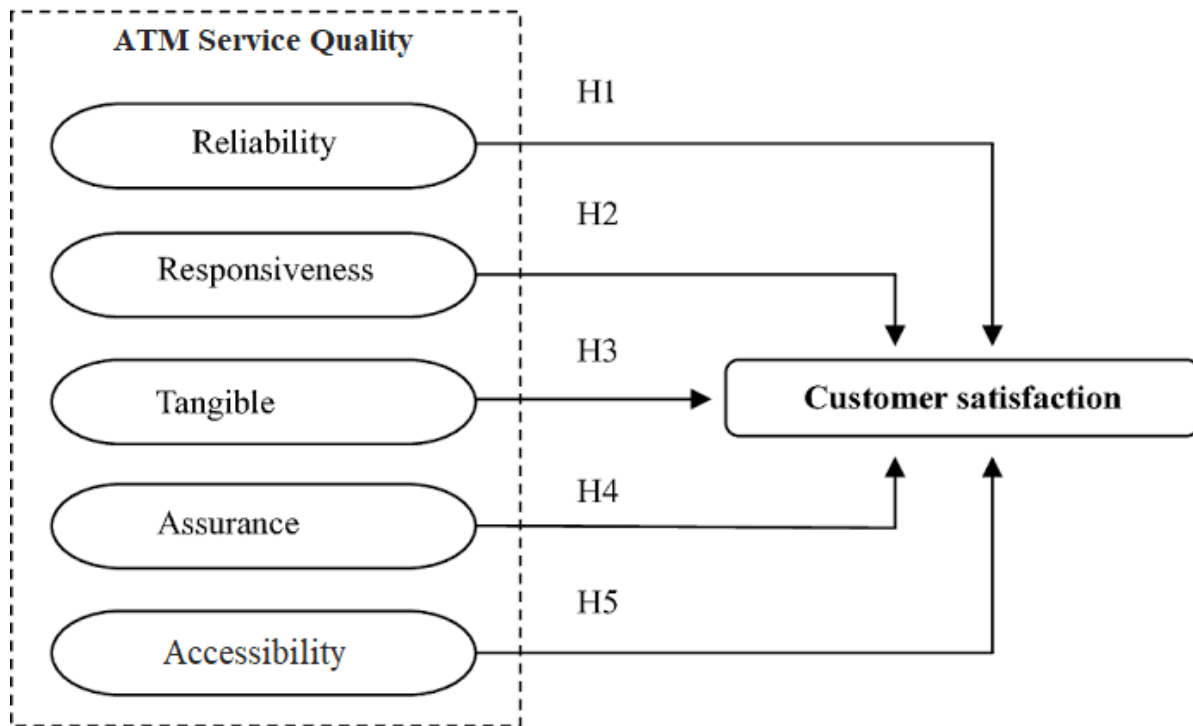 ATM Service Quality
H1
Reliability
H2
Responsiveness
H3
Tangible
Customer satisfaction
H4
Assurance
H5
Accessibility